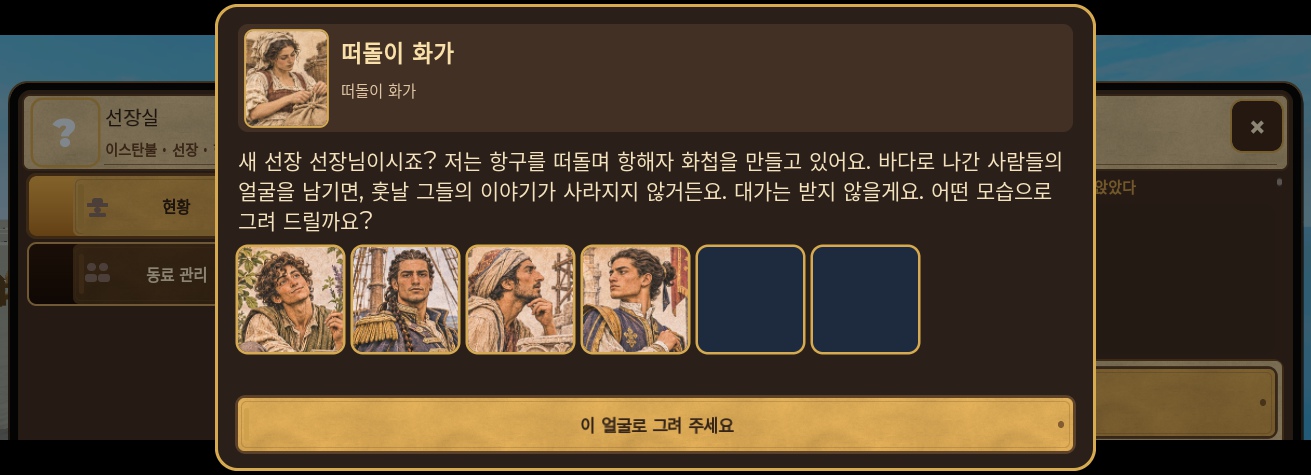 떠돌이 화가
떠돌이 화가
새 선장 선장님이시죠? 저는 항구를 떠돌며 항해자 화첩을 만들고 있어요. 바다로 나간 사람들의
얼굴을 남기면, 훗날 그들의 이야기가 사라지지 않거든요. 대가는 받지 않을게요. 어떤 모습으로
그려 드릴까요?
이 얼굴로 그려 주세요
?
선장실
이스탄불 • 선장 •
현황
동료 관리
×
았다